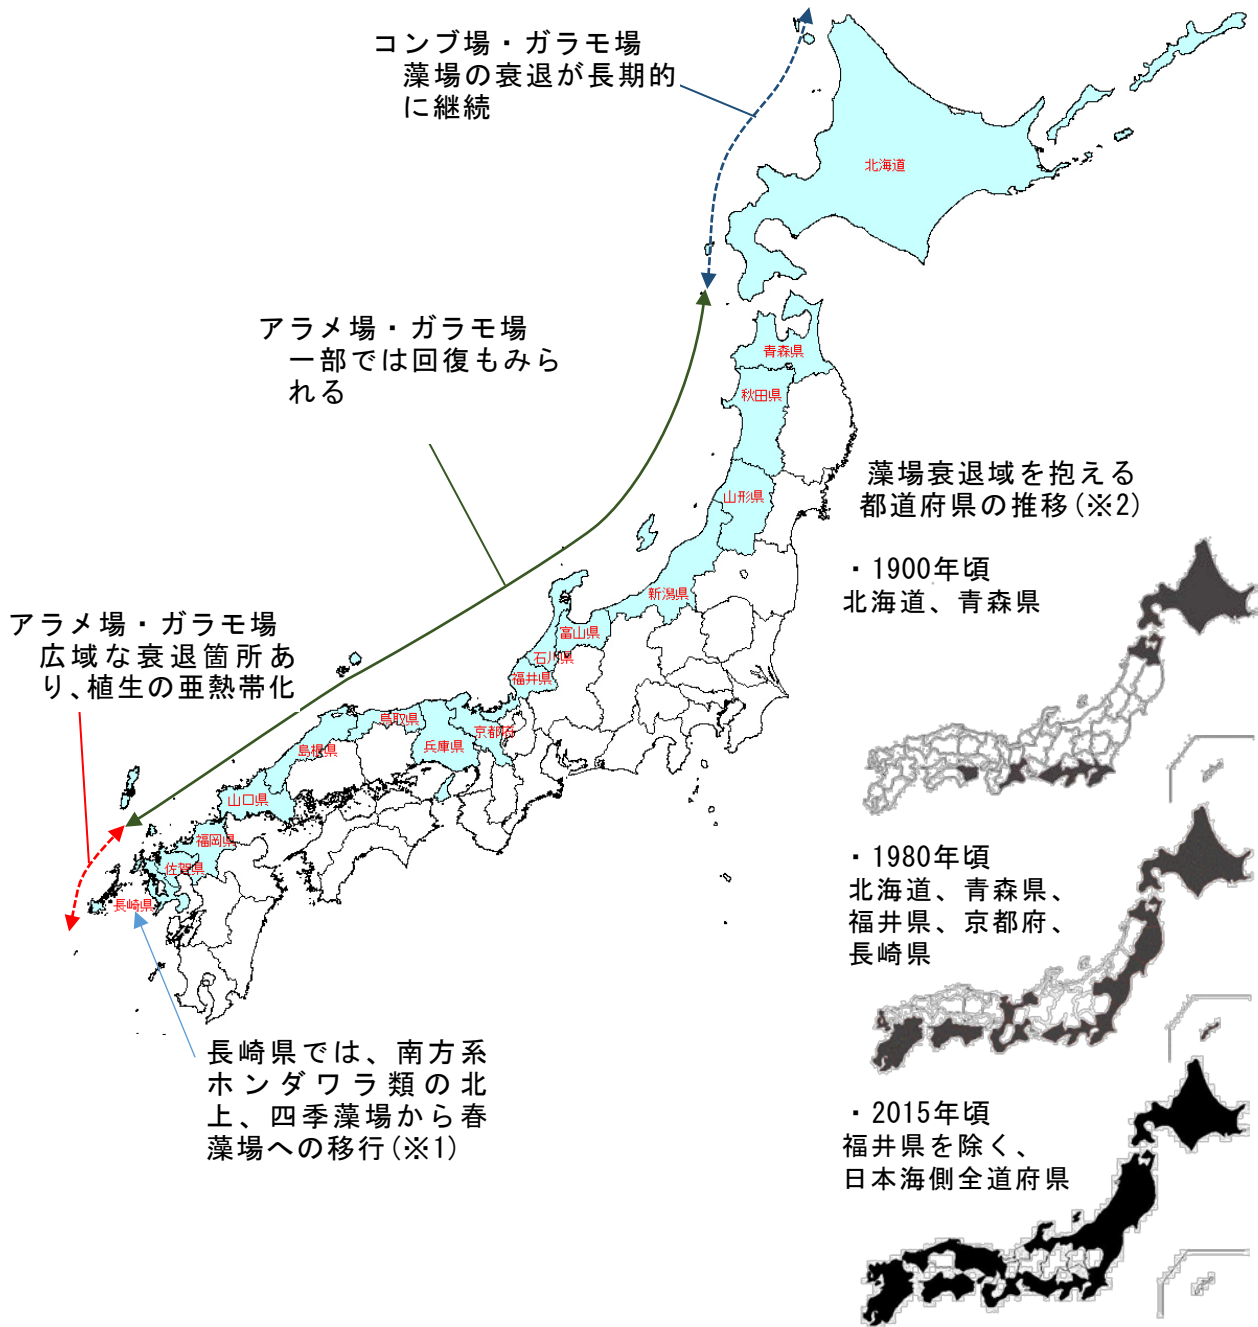 コンブ場・ガラモ場
藻場の衰退が長期的
に継続
北海道
アラメ場・ガラモ場
一部では回復もみら
れる
青森県
秋田県
山形県
新潟県
富山県
石川県
福井県
京都府
兵庫県
鳥取県
島根県
山口県
福岡県
佐賀県
長崎県
アラメ場・ガラモ場
広域な衰退箇所あ
り、植生の亜熱帯化
長崎県では、南方系
ホンダワラ類の北
上、四季藻場から春
藻場への移行(※1)
藻場衰退域を抱える
都道府県の推移(※2)
・1900年頃
北海道、青森県
・1980年頃
北海道、青森県、
福井県、京都府、
長崎県
・2015年頃
福井県を除く、
日本海側全道府県